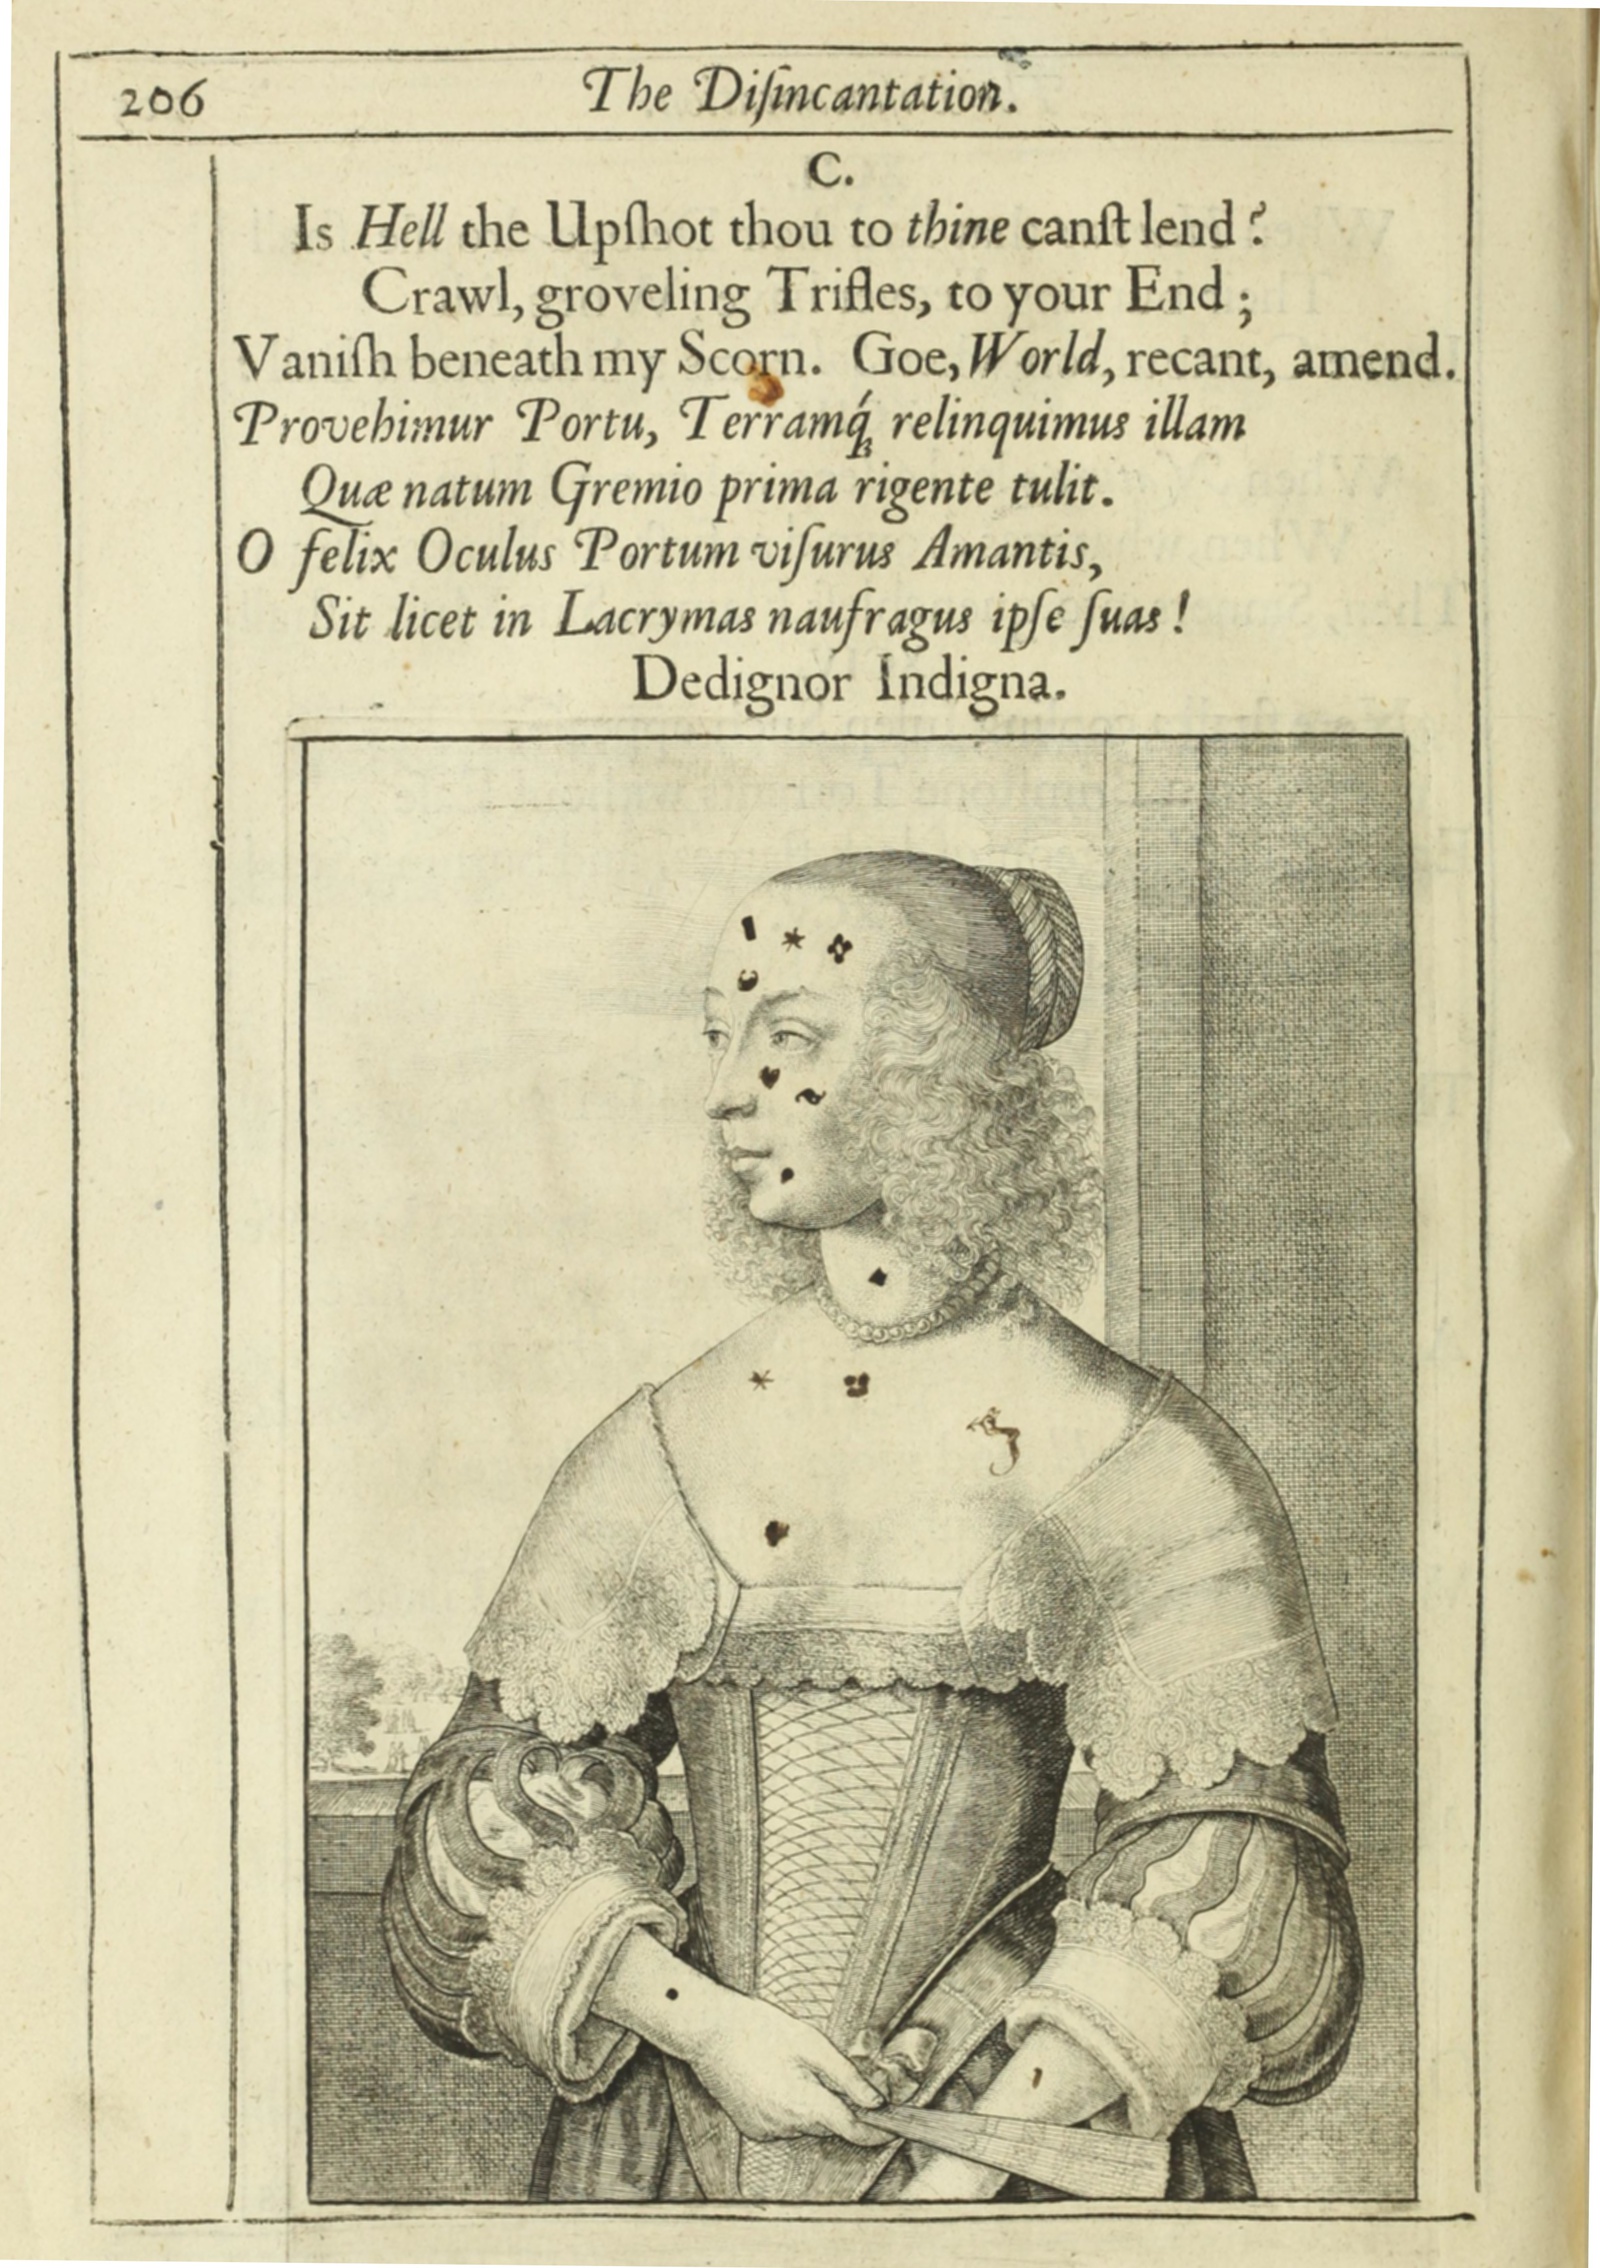 206
The Diſincantation.
C.
Is Hell the Upſhot thou to thine canſt lend?
Crawl, groveling Trifles, to your End;
Vaniſh beneath my Scorn. Goe, World, recant, amend.
Provehimur Portu, Terramq́; relinquimus illam
Quæ natum Gremio prima rigente tulit.
O felix Oculus Portum viſurus Amantis,
Sit licet in Lacrymas naufragus ipſe ſuas!
Dedignor Indigna.